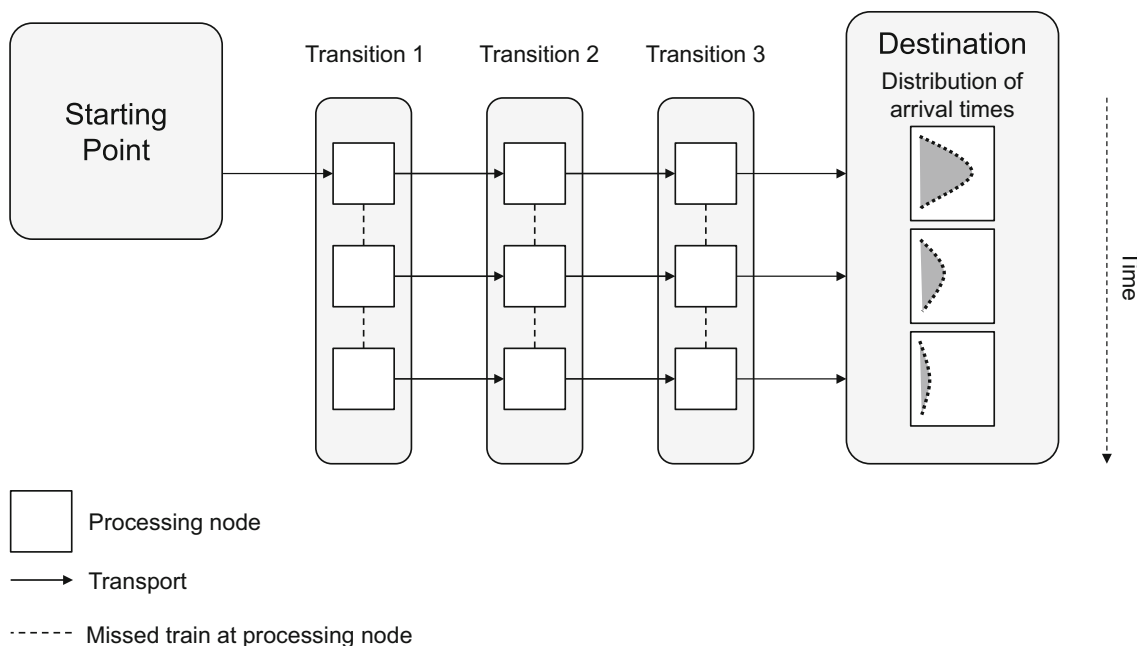 Starting
Point
Transition 1
Transition 2
Transition 3
Destination
Distribution of
arrival times
Time
Processing node
Transport
Missed train at processing node